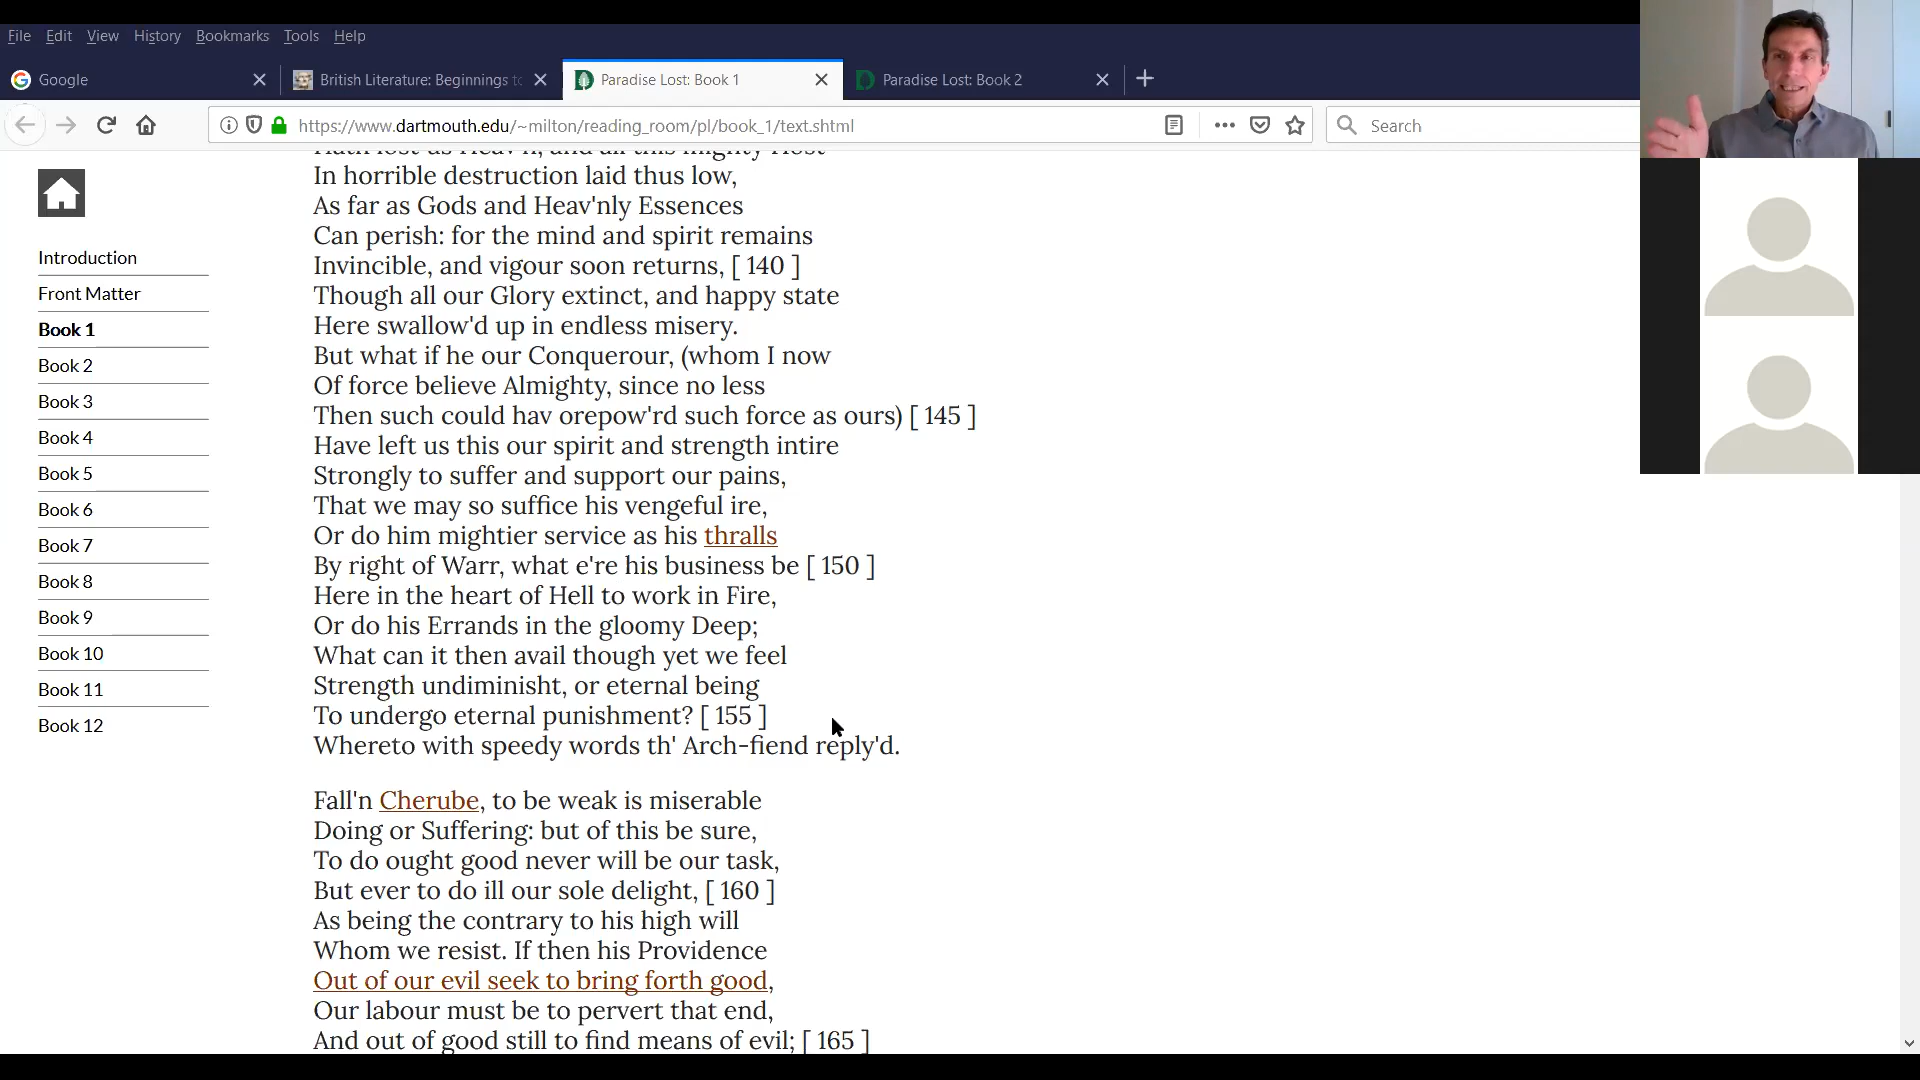 File Edit View History Bookmarks Tools Help
Google
British Literature: Beginnings to
Paradise Lost: Book 1
Paradise Lost: Book 2
https://www.dartmouth.edu/~milton/reading_room/pl/book_1/text.shtml
Search
Introduction
Front Matter
Book 1
Book 2
Book 3
Book 4
Book 5
Book 6
Book 7
Book 8
Book 9
Book 10
Book 11
Book 12
Hath lost us Heav'n, and all this mighty Host
In horrible destruction laid thus low,
As far as Gods and Heav'nly Essences
Can perish: for the mind and spirit remains
Invincible, and vigour soon returns, [ 140 ]
Though all our Glory extinct, and happy state
Here swallow'd up in endless misery.
But what if he our Conquerour, (whom I now
Of force believe Almighty, since no less
Then such could hav orepow'rd such force as ours) [ 145 ]
Have left us this our spirit and strength intire
Strongly to suffer and support our pains,
That we may so suffice his vengeful ire,
Or do him mightier service as his thralls
By right of Warr, what e're his business be [ 150 ]
Here in the heart of Hell to work in Fire,
Or do his Errands in the gloomy Deep;
What can it then avail though yet we feel
Strength undiminisht, or eternal being
To undergo eternal punishment? [ 155 ]
Whereto with speedy words th' Arch-fiend reply'd.
Fall'n Cherube, to be weak is miserable
Doing or Suffering: but of this be sure,
To do ought good never will be our task,
But ever to do ill our sole delight, [ 160 ]
As being the contrary to his high will
Whom we resist. If then his Providence
Out of our evil seek to bring forth good,
Our labour must be to pervert that end,
And out of good still to find means of evil; [ 165 ]